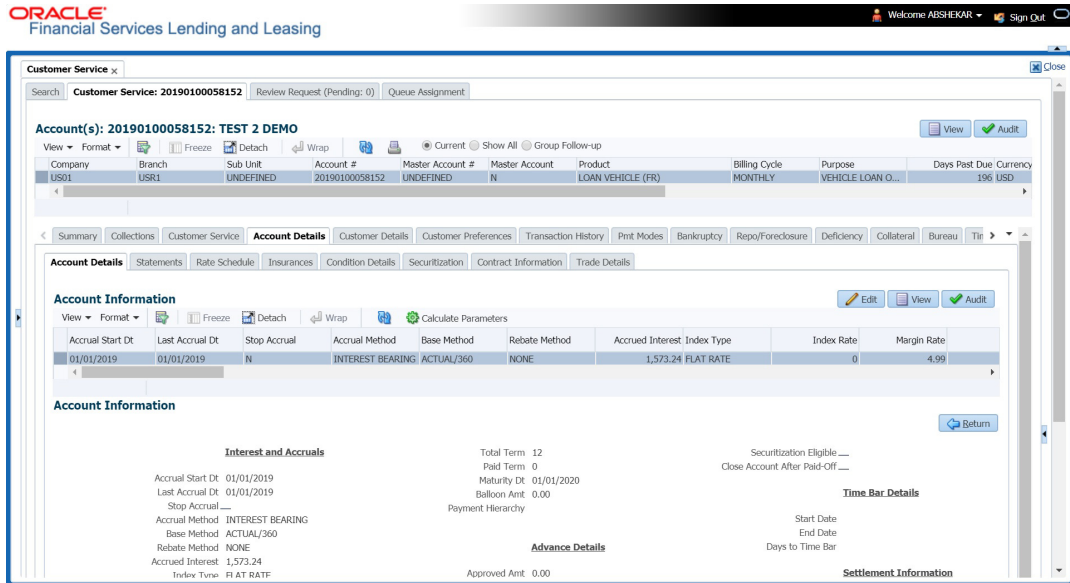 ORACLE
Financial Services Lending and Leasing
Welcome ABSHEKAR Sign Out
Close
Customer Service x
Search Customer Service: 20190100058152 Review Request (Pending: 0) Queue Assignment
Account(s): 20190100058152: TEST 2 DEMO
View Audit
View Format Freeze Detach Wrap Current Show All Group Follow-up
Company Branch Sub Unit Account # Master Account # Master Account Product Billing Cycle Purpose Days Past Due Currency
US01 USR1 UNDEFINED 20190100058152 UNDEFINED N LOAN VEHICLE (FR) MONTHLY VEHICLE LOAN O... 196 USD
Summary Collections Customer Service Account Details Customer Details Customer Preferences Transaction History Pmt Modes Bankruptcy Repo/Foreclosure Deficiency Collateral Bureau Tin
Account Details Statements Rate Schedule Insurances Condition Details Securitization Contract Information Trade Details
Account Information
Edit View Audit
View Format Freeze Detach Wrap Calculate Parameters
Accrual Start Dt Last Accrual Dt Stop Accrual Accrual Method Base Method Rebate Method Accrued Interest Index Type Index Rate Margin Rate
01/01/2019 01/01/2019 N INTEREST BEARING ACTUAL/360 NONE 1,573.24 FLAT RATE 0 4.99
Account Information
Return
Interest and Accruals
Accrual Start Dt 01/01/2019
Last Accrual Dt 01/01/2019
Stop Accrual
Accrual Method INTEREST BEARING
Base Method ACTUAL/360
Rebate Method NONE
Accrued Interest 1,573.24
Index Type FLAT RATE
Total Term 12
Paid Term 0
Maturity Dt 01/01/2020
Balloon Amt 0.00
Payment Hierarchy
Advance Details
Approved Amt 0.00
Securitization Eligible
Close Account After Paid-Off
Time Bar Details
Start Date
End Date
Days to Time Bar
Settlement Information